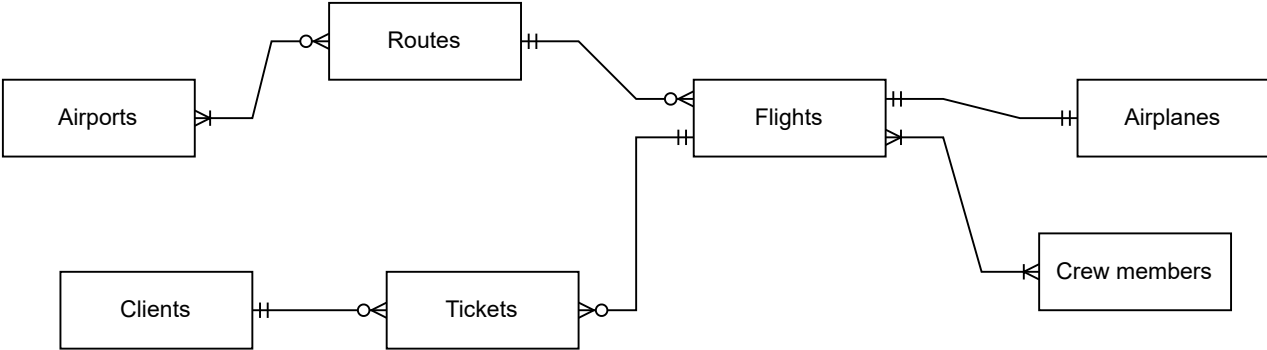 Routes
Airports
Flights
Airplanes
Crew members
Clients
Tickets